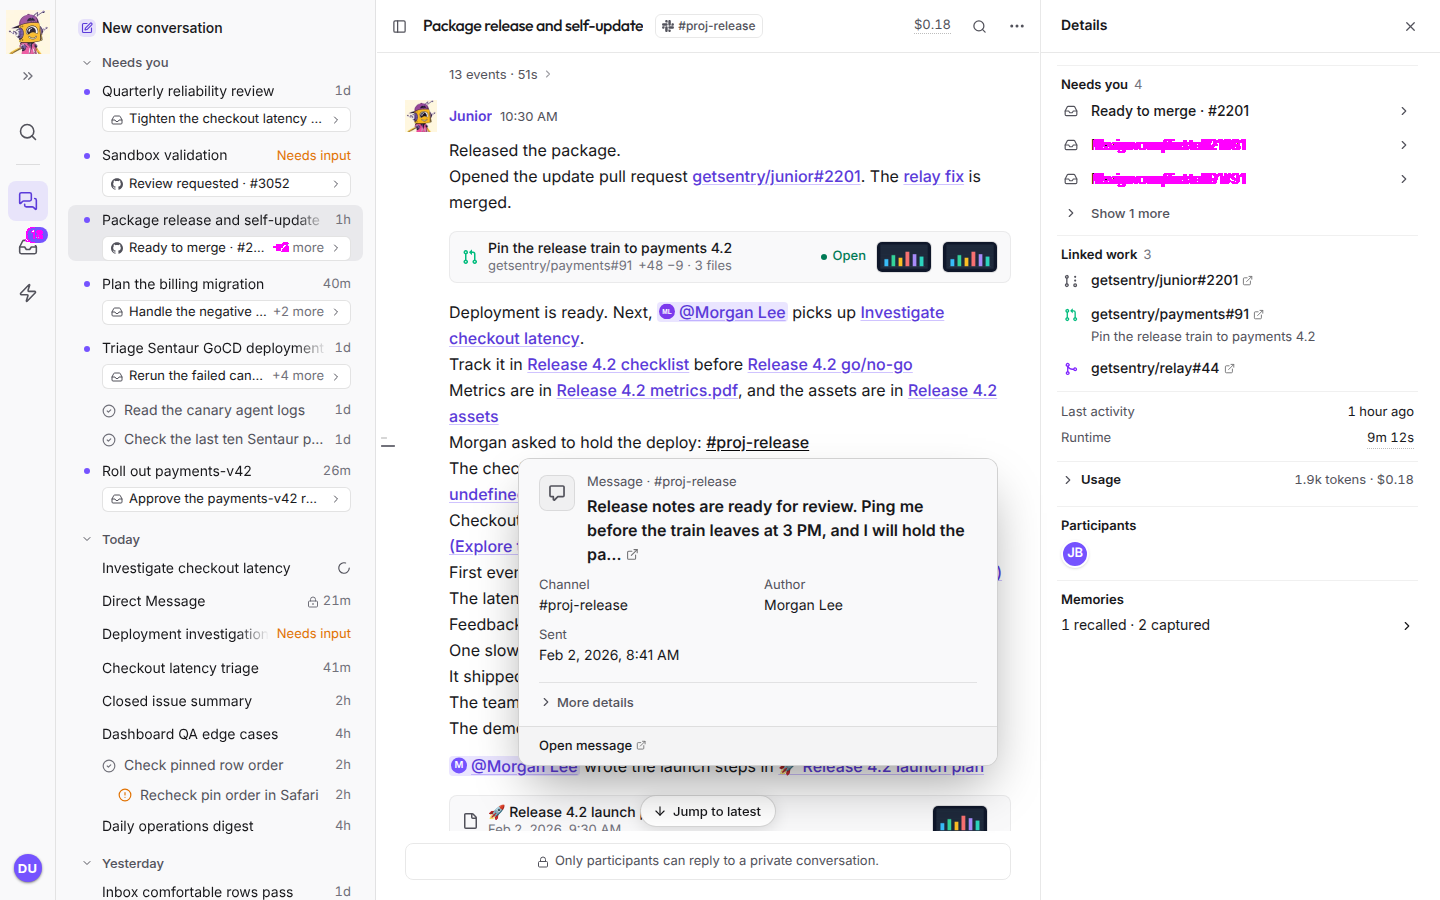 New conversation
Needs you
Quarterly reliability review 1d
Tighten the checkout latency ...
Sandbox validation Needs input
Review requested · #3052
Package release and self-update 1h
Ready to merge · #2... more
Plan the billing migration 40m
Handle the negative ... +2 more
Triage Sentaur GoCD deployment 1d
Rerun the failed can... +4 more
Read the canary agent logs 1d
Check the last ten Sentaur p... 1d
Roll out payments-v42 26m
Approve the payments-v42 r...
Today
Investigate checkout latency
Direct Message 21m
Deployment investigation Needs input
Checkout latency triage 41m
Closed issue summary 2h
Dashboard QA edge cases 4h
Check pinned row order 2h
Recheck pin order in Safari 2h
Daily operations digest 4h
Yesterday
Inbox comfortable rows pass 1d
DU
Package release and self-update #proj-release $0.18
13 events · 51s
Junior 10:30 AM
Released the package.
Opened the update pull request getsentry/junior#2201. The relay fix is
merged.
Pin the release train to payments 4.2
getsentry/payments#91 +48 −9 · 3 files
Open
Deployment is ready. Next, ML @Morgan Lee picks up Investigate
checkout latency.
Track it in Release 4.2 checklist before Release 4.2 go/no-go
Metrics are in Release 4.2 metrics.pdf, and the assets are in Release 4.2
assets
Morgan asked to hold the deploy: #proj-release
The chec
undefine
Checkout
(Explore
First ever )
The laten
Feedback
One slow
It shipped
The team
The demo
Message · #proj-release
Release notes are ready for review. Ping me
before the train leaves at 3 PM, and I will hold the
pa...
Channel Author
#proj-release Morgan Lee
Sent
Feb 2, 2026, 8:41 AM
More details
Open message
M @Morgan Lee wrote the launch steps in 🚀 Release 4.2 launch plan
🚀 Release 4.2 launch
Feb 2, 2026, 9:30 AM
Jump to latest
Only participants can reply to a private conversation.
Details
Needs you 4
Ready to merge · #2201
Show 1 more
Linked work 3
getsentry/junior#2201
getsentry/payments#91
Pin the release train to payments 4.2
getsentry/relay#44
Last activity 1 hour ago
Runtime 9m 12s
Usage 1.9k tokens · $0.18
Participants
JB
Memories
1 recalled · 2 captured